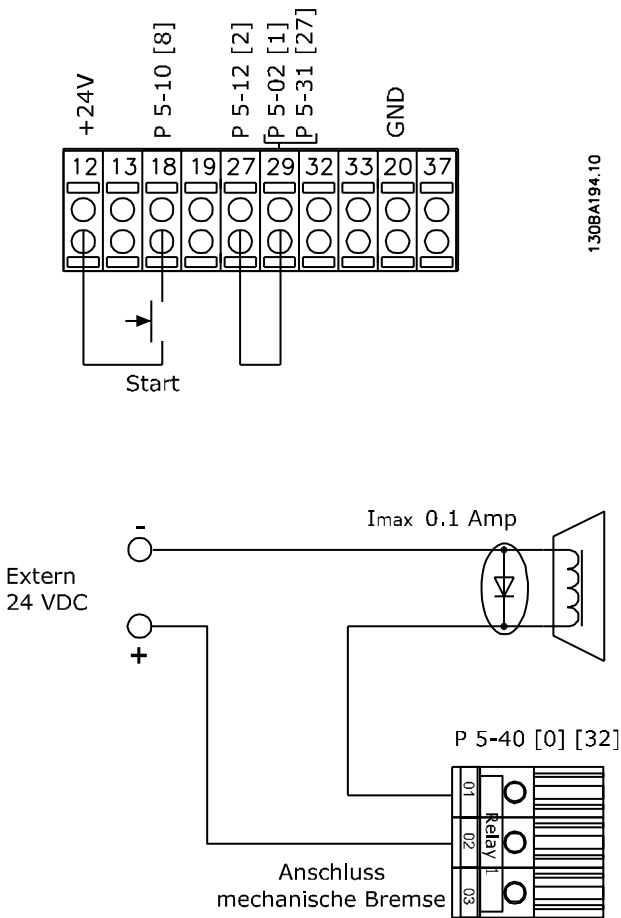 +24V
P 5-10 [8]
P 5-12 [2]
P 5-02 [1]
P 5-31 [27]
GND
12 13 18 19 27 29 32 33 20 37
130BA194.10
Start
Imax 0.1 Amp
-
Extern
24 VDC
+
P 5-40 [0] [32]
01
02
03
Relay 1
Anschluss
mechanische Bremse